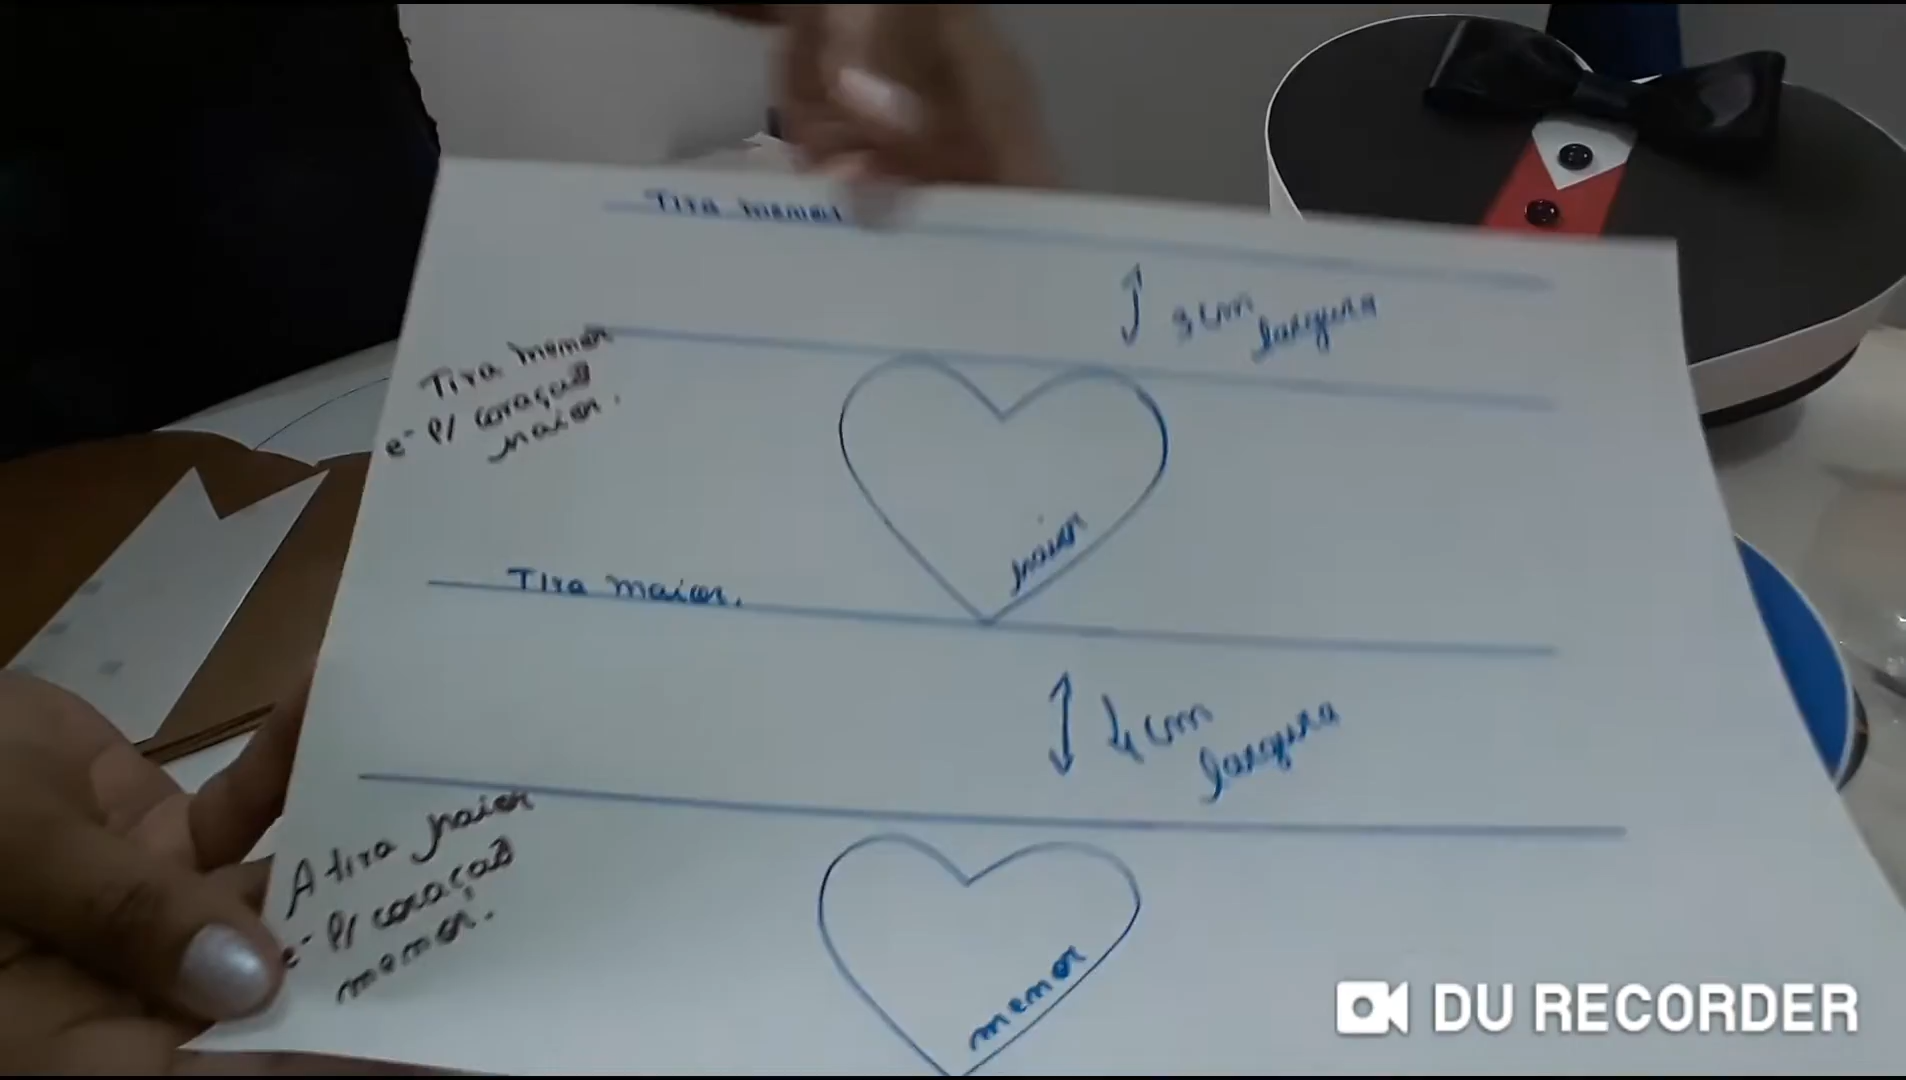 Tira menor
3 cm
largura
Tira menor
e- p/ coração
maior.
maior
Tira maior.
4 cm
largura
A tira maior
e- p/ coração
menor.
menor
DU RECORDER